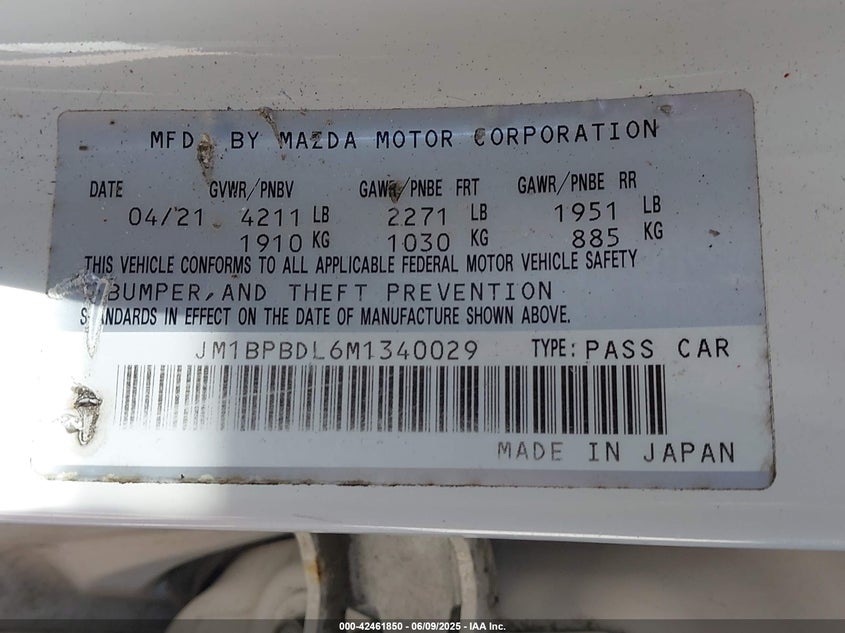 MFD. BY MAZDA MOTOR CORPORATION
DATE GVWR/PNBV GAWR/PNBE FRT GAWR/PNBE RR
04/21 4211 LB 2271 LB 1951 LB
1910 KG 1030 KG 885 KG
THIS VEHICLE CONFORMS TO ALL APPLICABLE FEDERAL MOTOR VEHICLE SAFETY
BUMPER, AND THEFT PREVENTION
STANDARDS IN EFFECT ON THE DATE OF MANUFACTURE SHOWN ABOVE.
JM1BPBDL6M1340029 TYPE: PASS CAR
MADE IN JAPAN
000-42461850 - 06/09/2025 - IAA Inc.